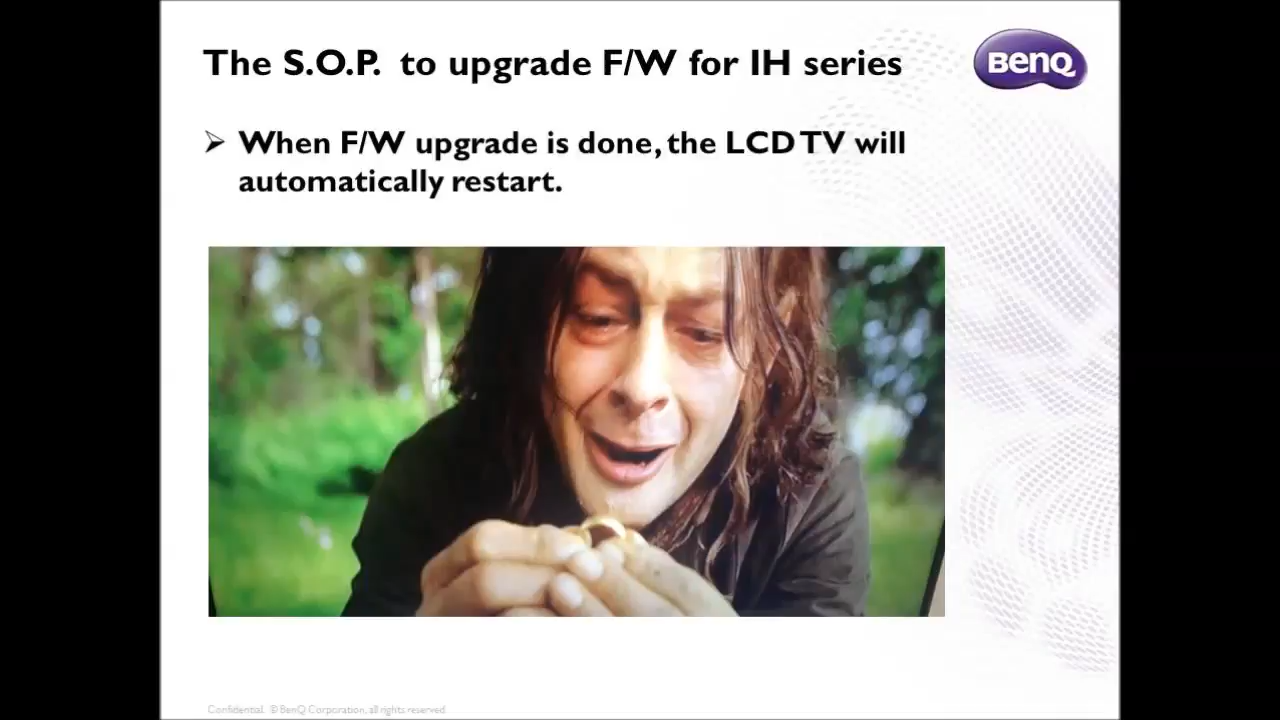 The S.O.P. to upgrade F/W for IH series
BenQ
When F/W upgrade is done, the LCD TV will
automatically restart.
Confidential. © BenQ Corporation, all rights reserved